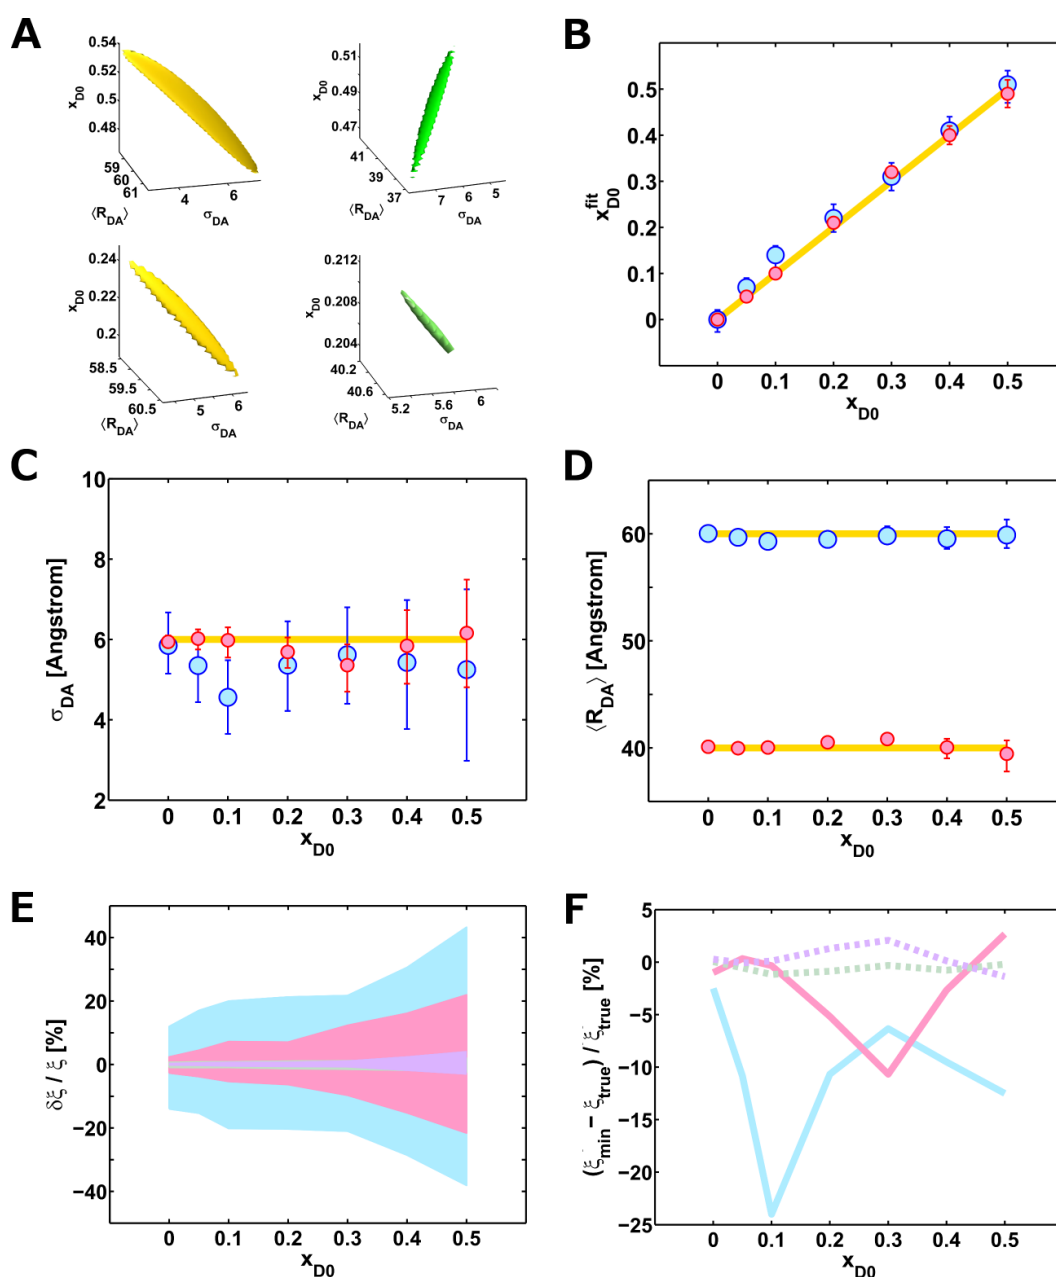 A
0.54
0.52
0.5
0.48
x_D0
59
60
61
⟨R_DA⟩
4
6
σ_DA
0.51
0.49
0.47
x_D0
41
39
37
⟨R_DA⟩
7
6
5
σ_DA
0.24
0.22
0.2
x_D0
58.5
59.5
60.5
⟨R_DA⟩
5
6
σ_DA
0.212
0.208
0.204
x_D0
40.2
40.6
⟨R_DA⟩
5.2
5.6
6
σ_DA
B
0.5
0.4
0.3
0.2
0.1
0
x_D0^fit
0 0.1 0.2 0.3 0.4 0.5
x_D0
C
10
8
6
4
2
σ_DA [Angstrom]
0 0.1 0.2 0.3 0.4 0.5
x_D0
D
60
50
40
⟨R_DA⟩ [Angstrom]
0 0.1 0.2 0.3 0.4 0.5
x_D0
E
40
20
0
−20
−40
δξ / ξ [%]
0 0.1 0.2 0.3 0.4 0.5
x_D0
F
5
0
−5
−10
−15
−20
−25
(ξ_min − ξ_true) / ξ_true [%]
0 0.1 0.2 0.3 0.4 0.5
x_D0